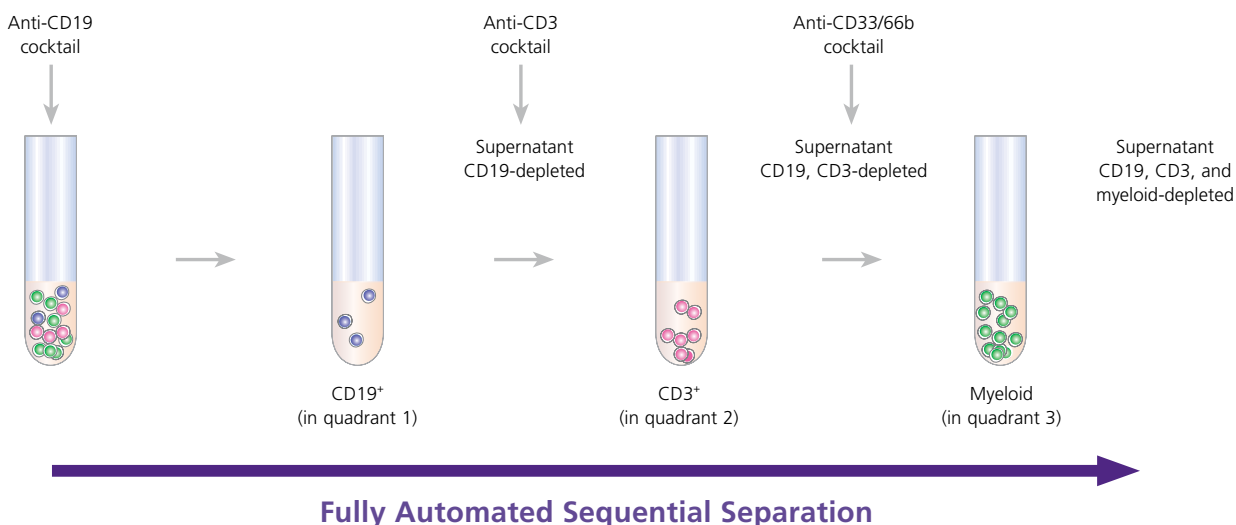 Anti-CD19
cocktail
Anti-CD3
cocktail
Anti-CD33/66b
cocktail
Supernatant
CD19-depleted
Supernatant
CD19, CD3-depleted
Supernatant
CD19, CD3, and
myeloid-depleted
CD19⁺
(in quadrant 1)
CD3⁺
(in quadrant 2)
Myeloid
(in quadrant 3)
Fully Automated Sequential Separation